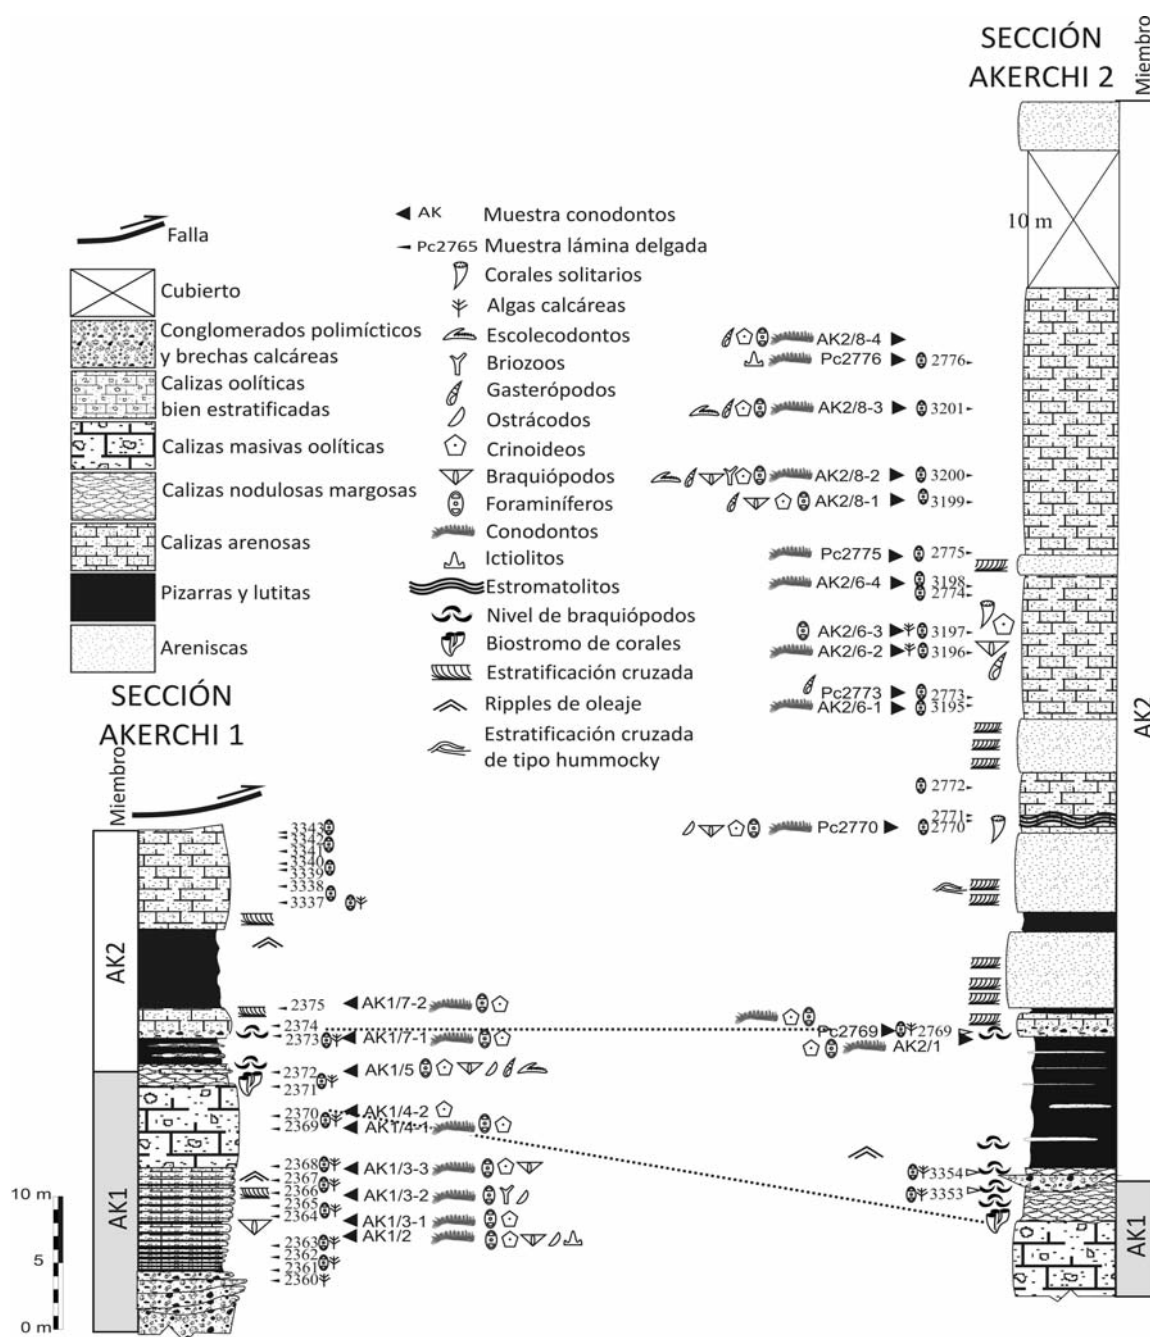 SECCIÓN
AKERCHI 2
Miembro
10 m
AK
Muestra conodontos
Falla
Pc2765
Muestra lámina delgada
Corales solitarios
Cubierto
Algas calcáreas
Conglomerados polimícticos
y brechas calcáreas
Escolecodontos
Briozoos
Calizas oolíticas
bien estratificadas
Gasterópodos
Ostrácodos
Calizas masivas oolíticas
Crinoideos
Braquiópodos
Calizas nodulosas margosas
Foraminíferos
Conodontos
Calizas arenosas
Ictiolitos
Pizarras y lutitas
Estromatolitos
Nivel de braquiópodos
Areniscas
Biostromo de corales
Estratificación cruzada
Ripples de oleaje
Estratificación cruzada
de tipo hummocky
AK2/8-4
Pc2776
2776
AK2/8-3
3201
AK2/8-2
3200
AK2/8-1
3199
Pc2775
2775
AK2/6-4
3198
2774
AK2/6-3
3197
AK2/6-2
3196
Pc2773
2773
AK2/6-1
3195
2772
2771
Pc2770
2770
Pc2769
2769
AK2/1
3354
3353
AK2
AK1
SECCIÓN
AKERCHI 1
Miembro
3343
3342
3341
3340
3339
3338
3337
2375
AK1/7-2
2374
2373
AK1/7-1
2372
AK1/5
2371
2370
AK1/4-2
2369
AK1/4-1
2368
AK1/3-3
2367
2366
AK1/3-2
2365
2364
AK1/3-1
AK1/2
2363
2362
2361
2360
AK2
AK1
10 m
5
0 m